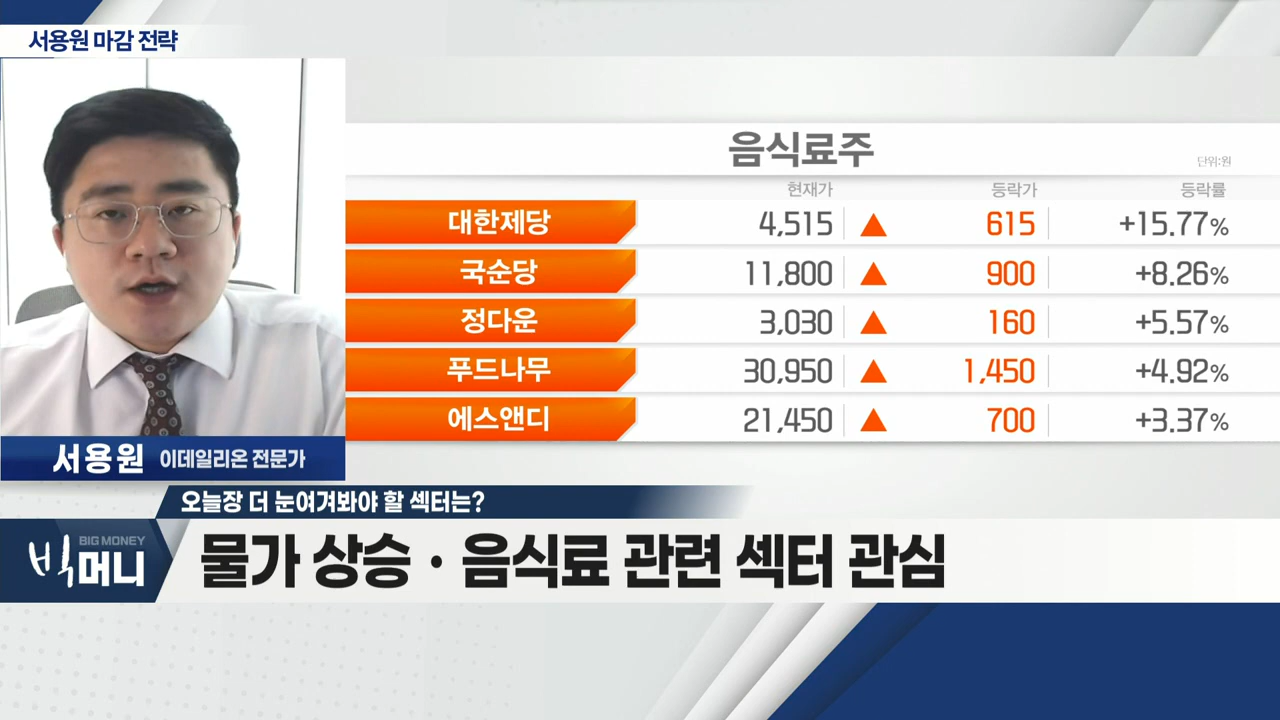 서용원 마감 전략
음식료주
단위:원
현재가 등락가 등락률
대한제당 4,515 ▲ 615 +15.77%
국순당 11,800 ▲ 900 +8.26%
정다운 3,030 ▲ 160 +5.57%
푸드나무 30,950 ▲ 1,450 +4.92%
에스앤디 21,450 ▲ 700 +3.37%
서용원 이데일리온 전문가
오늘장 더 눈여겨봐야 할 섹터는?
BIG MONEY
빅머니
물가 상승 · 음식료 관련 섹터 관심